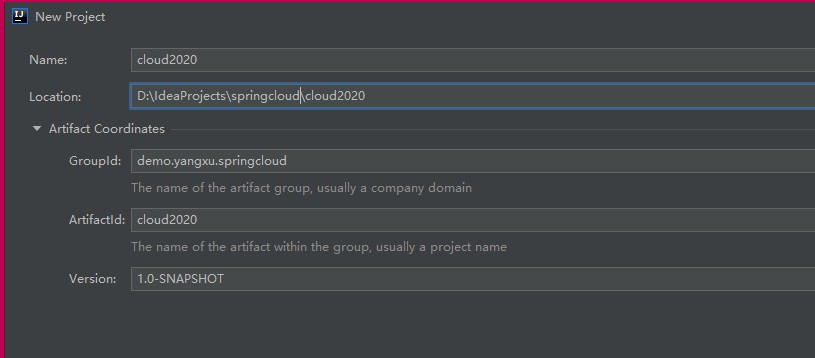 IJ New Project
Name: cloud2020
Location: D:\IdeaProjects\springcloud\cloud2020
Artifact Coordinates
GroupId: demo.yangxu.springcloud
The name of the artifact group, usually a company domain
ArtifactId: cloud2020
The name of the artifact within the group, usually a project name
Version: 1.0-SNAPSHOT